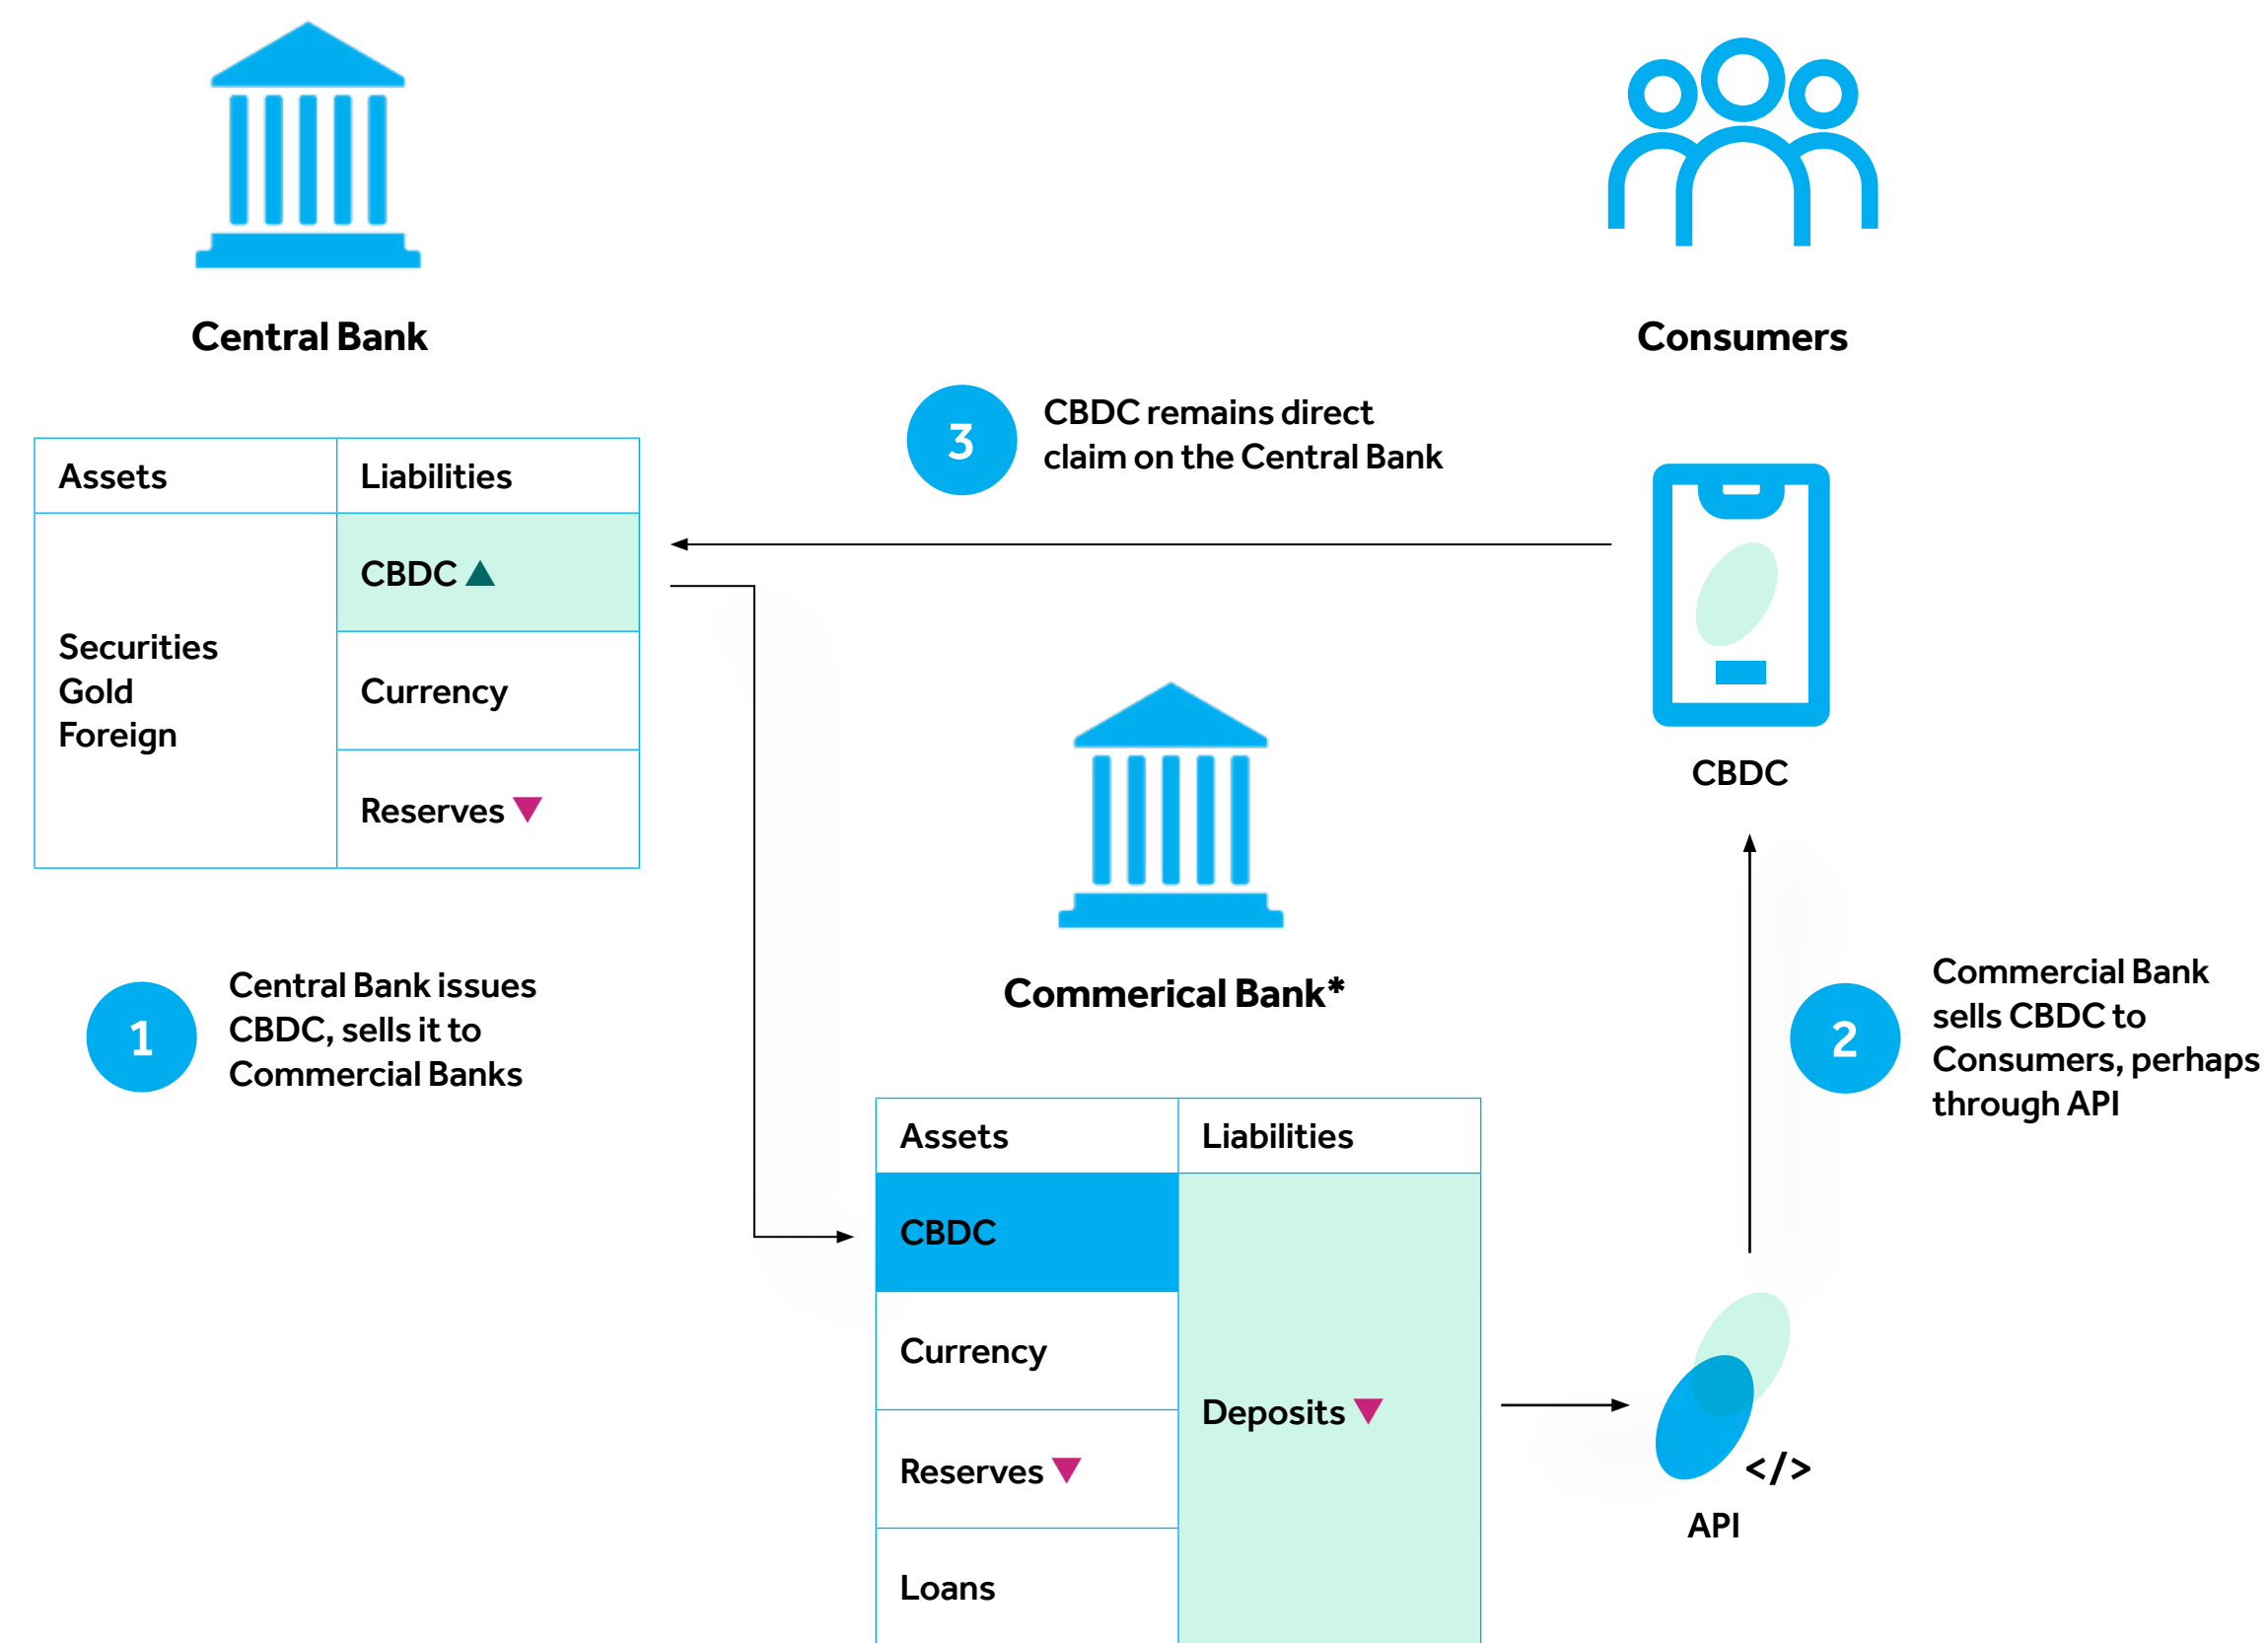 Central Bank
Consumers
3
CBDC remains direct
claim on the Central Bank
Assets
Liabilities
CBDC
Securities
Gold
Foreign
Currency
Reserves
CBDC
1
Central Bank issues
CBDC, sells it to
Commercial Banks
Commerical Bank*
2
Commercial Bank
sells CBDC to
Consumers, perhaps
through API
Assets
Liabilities
CBDC
Currency
Reserves
Loans
Deposits
</>
API